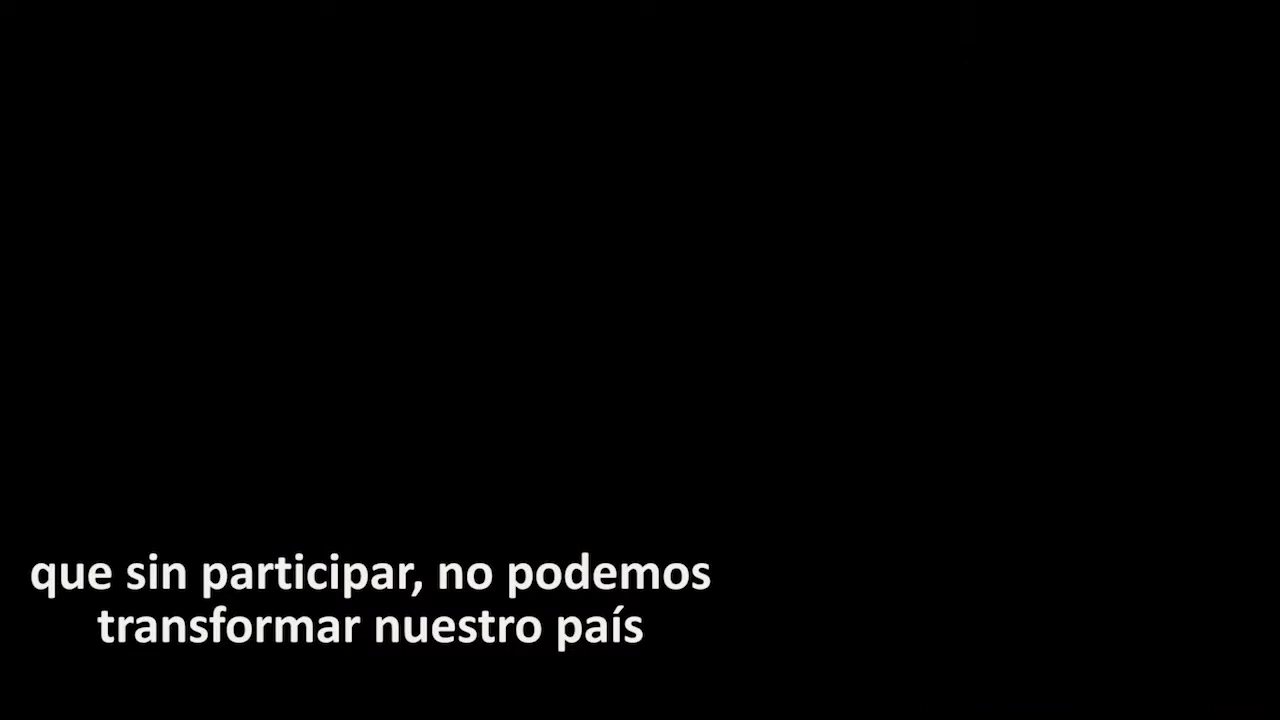 que sin participar, no podemos
transformar nuestro país